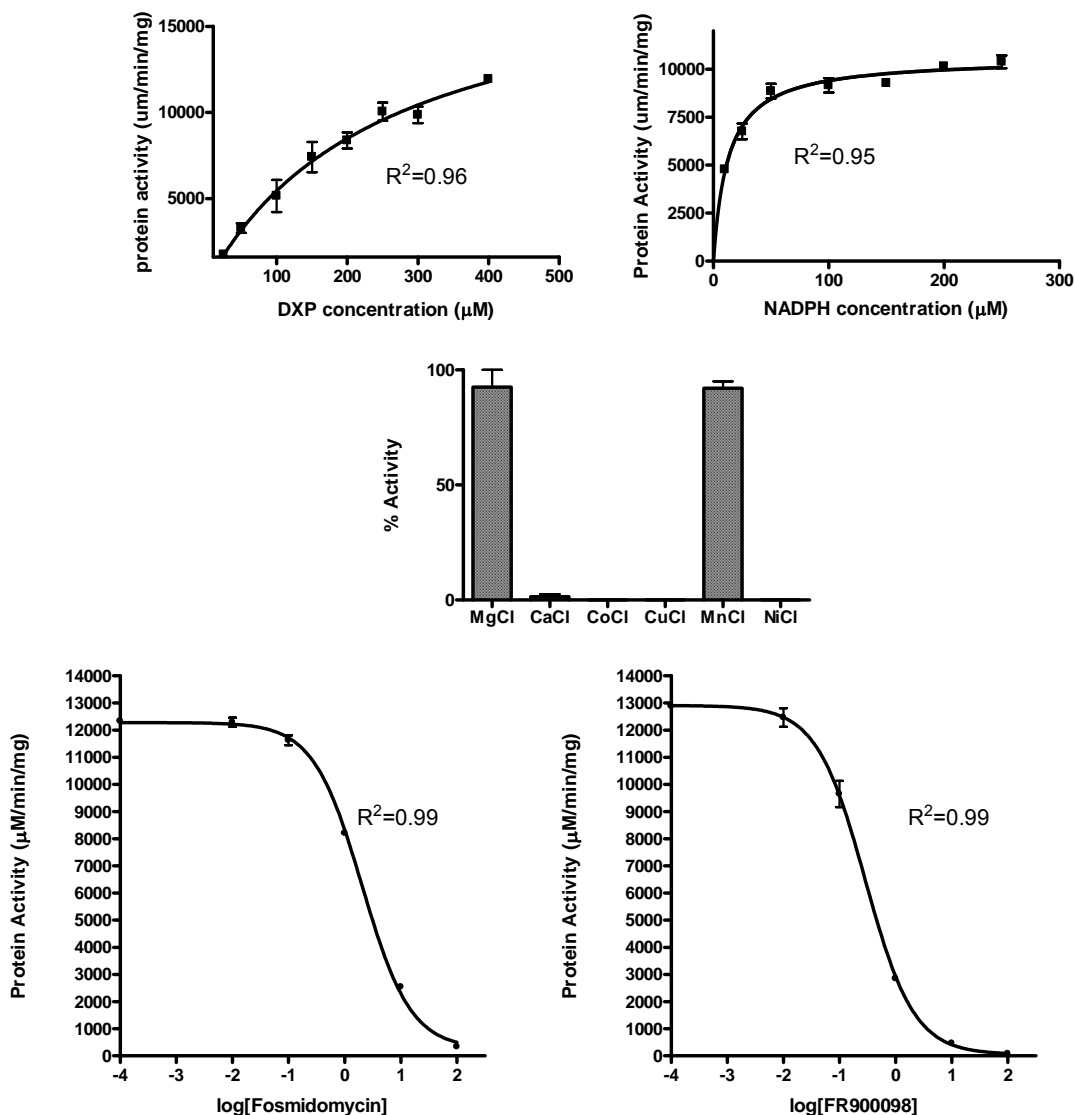 15000
10000
5000
protein activity (um/min/mg)
R²=0.96
100 200 300 400 500
DXP concentration (μM)
10000
7500
5000
2500
0
Protein Activity (um/min/mg)
R²=0.95
0 100 200 300
NADPH concentration (μM)
100
50
0
% Activity
MgCl CaCl CoCl CuCl MnCl NiCl
14000
13000
12000
11000
10000
9000
8000
7000
6000
5000
4000
3000
2000
1000
0
Protein Activity (μM/min/mg)
R²=0.99
-4 -3 -2 -1 0 1 2
log[Fosmidomycin]
14000
13000
12000
11000
10000
9000
8000
7000
6000
5000
4000
3000
2000
1000
0
Protein Activity (μM/min/mg)
R²=0.99
-4 -3 -2 -1 0 1 2
log[FR900098]